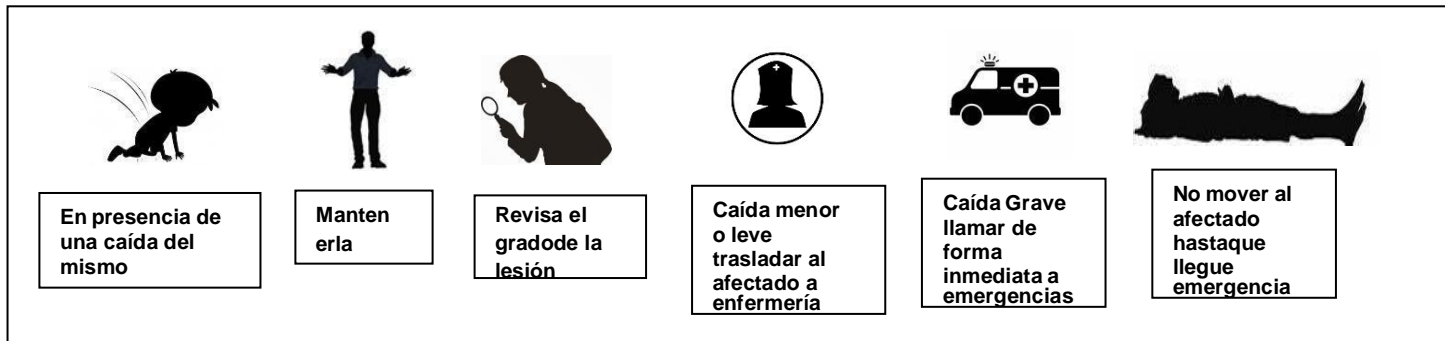 En presencia de
una caída del
mismo
Manten
erla
Revisa el
gradode la
lesión
Caída menor
o leve
trasladar al
afectado a
enfermería
Caída Grave
llamar de
forma
inmediata a
emergencias
No mover al
afectado
hastaque
llegue
emergencia